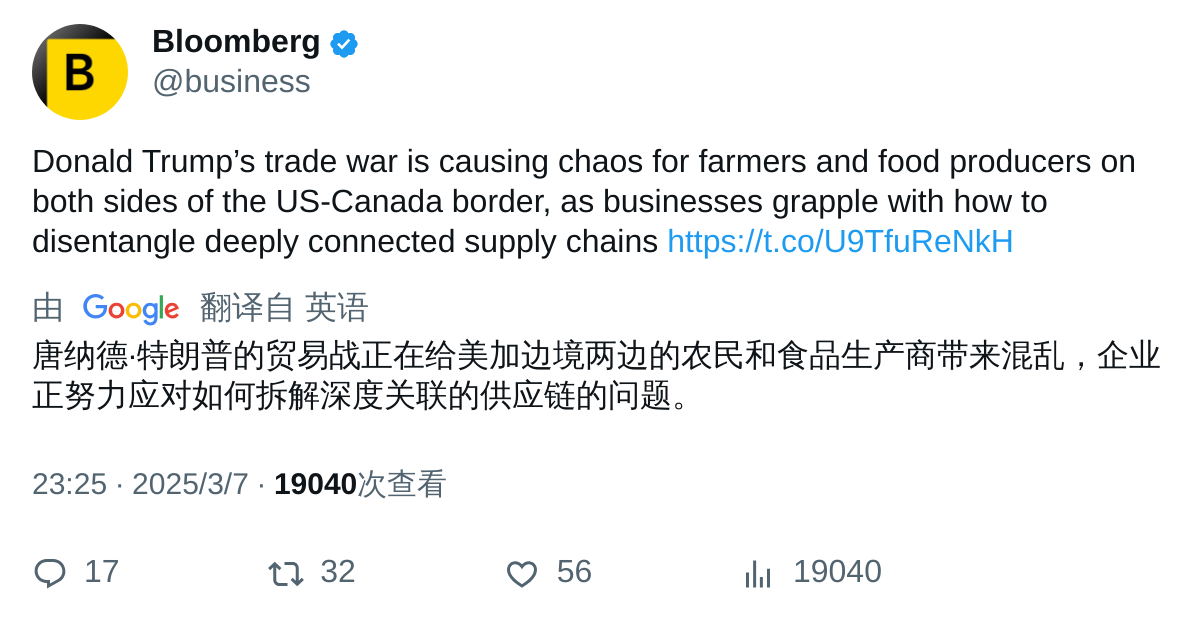 B
Bloomberg
@business
Donald Trump’s trade war is causing chaos for farmers and food producers on
both sides of the US-Canada border, as businesses grapple with how to
disentangle deeply connected supply chains https://t.co/U9TfuReNkH
由 Google 翻译自 英语
唐纳德·特朗普的贸易战正在给美加边境两边的农民和食品生产商带来混乱，企业
正努力应对如何拆解深度关联的供应链的问题。
23:25 · 2025/3/7 · 19040次查看
17 32 56 19040